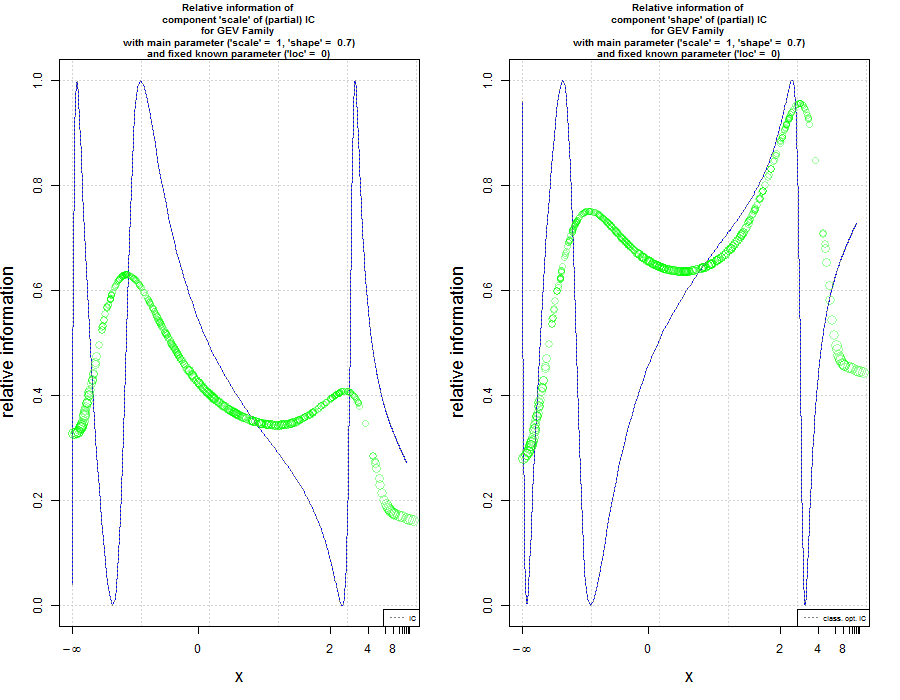 Relative information of
component 'scale' of (partial) IC
for GEV Family
with main parameter ('scale' = 1, 'shape' = 0.7)
and fixed known parameter ('loc' = 0)
relative information
1.0
0.8
0.6
0.4
0.2
0.0
IC
−∞ 0 2 4 8
x
Relative information of
component 'shape' of (partial) IC
for GEV Family
with main parameter ('scale' = 1, 'shape' = 0.7)
and fixed known parameter ('loc' = 0)
relative information
1.0
0.8
0.6
0.4
0.2
0.0
class. opt. IC
−∞ 0 2 4 8
x